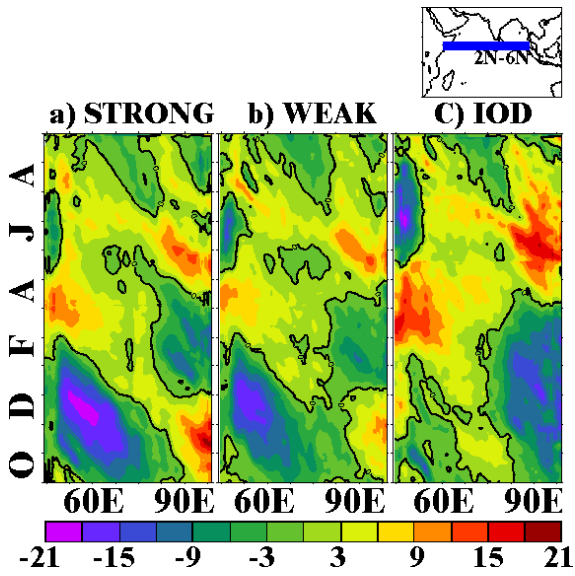 2N-6N
a) STRONG b) WEAK C) IOD
A
J
A
F
D
O
60E 90E 60E 90E 60E 90E
-21 -15 -9 -3 3 9 15 21